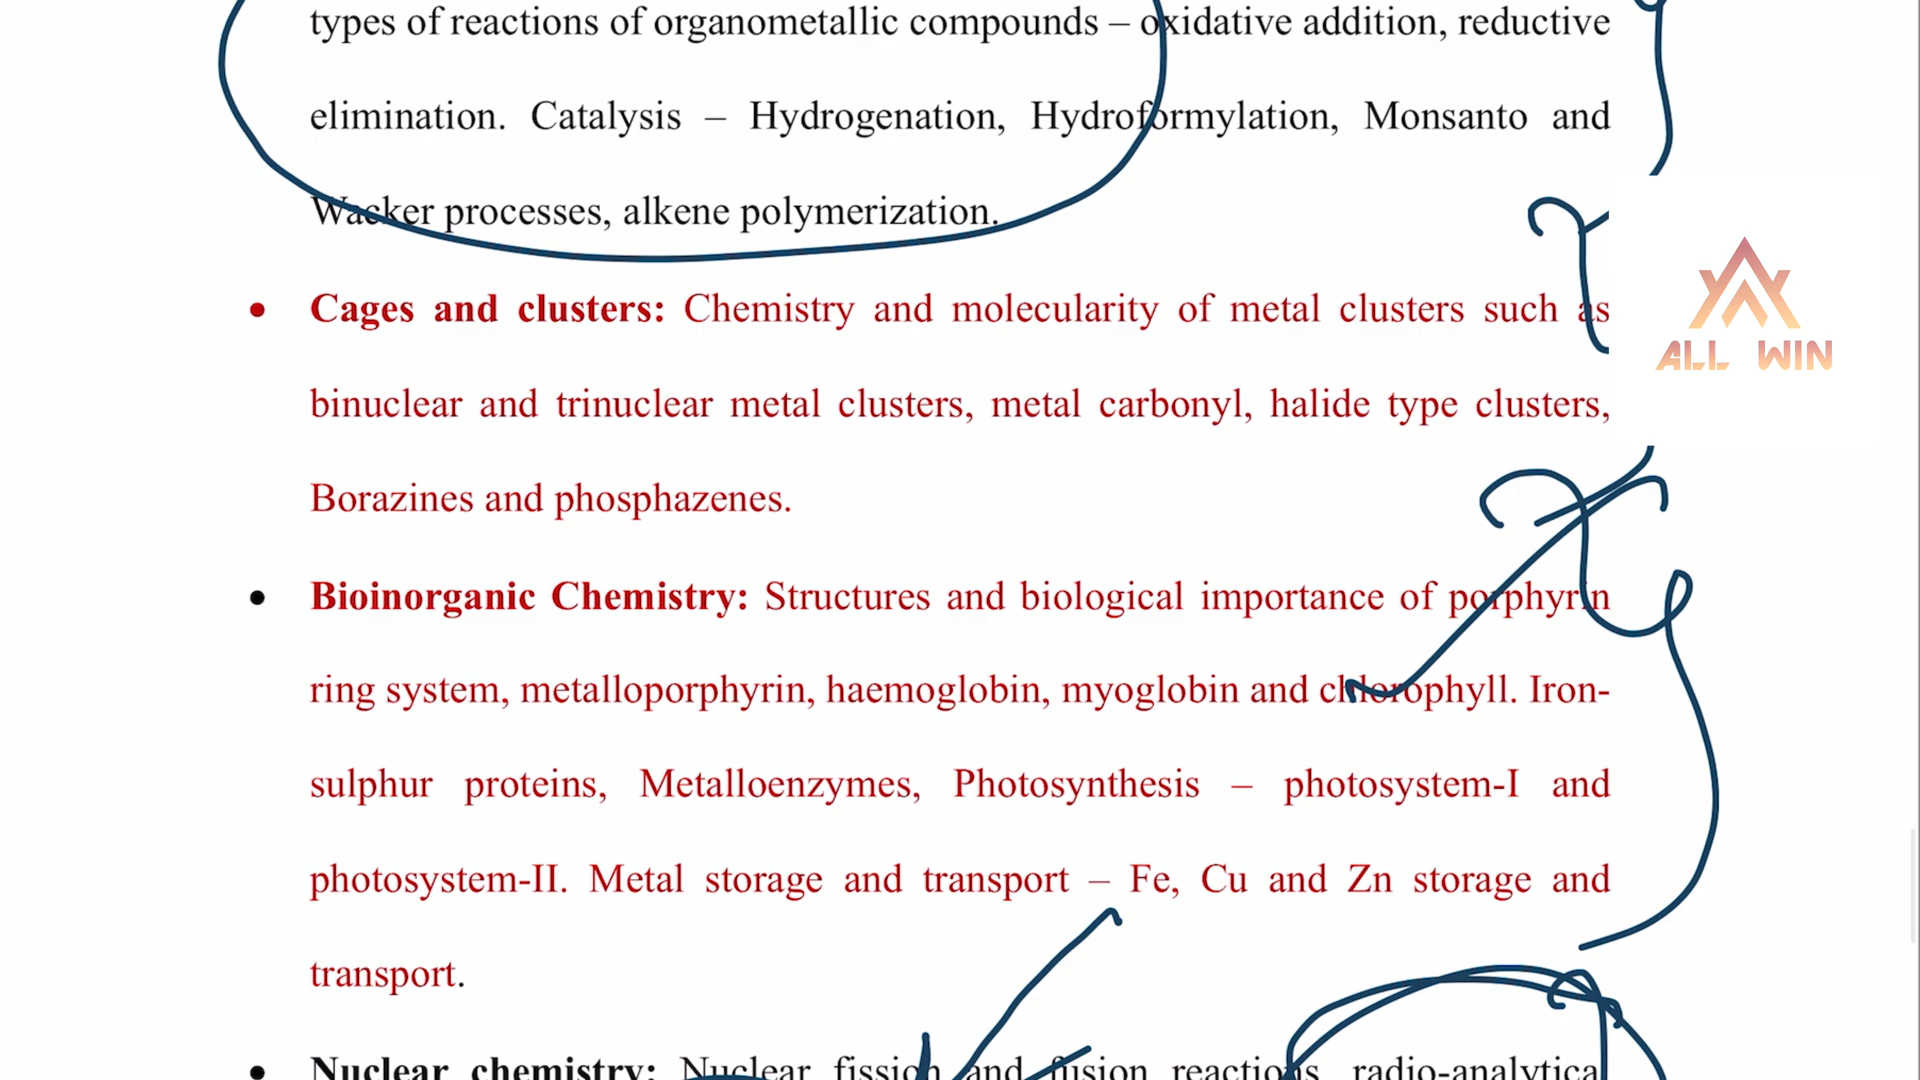 types of reactions of organometallic compounds – oxidative addition, reductive
elimination. Catalysis – Hydrogenation, Hydroformylation, Monsanto and
Wacker processes, alkene polymerization.
• Cages and clusters: Chemistry and molecularity of metal clusters such as
binuclear and trinuclear metal clusters, metal carbonyl, halide type clusters,
Borazines and phosphazenes.
• Bioinorganic Chemistry: Structures and biological importance of porphyrin
ring system, metalloporphyrin, haemoglobin, myoglobin and chlorophyll. Iron-
sulphur proteins, Metalloenzymes, Photosynthesis – photosystem-I and
photosystem-II. Metal storage and transport – Fe, Cu and Zn storage and
transport.
• Nuclear chemistry: Nuclear fission and fusion reactions, radio-analytical
ALL WIN